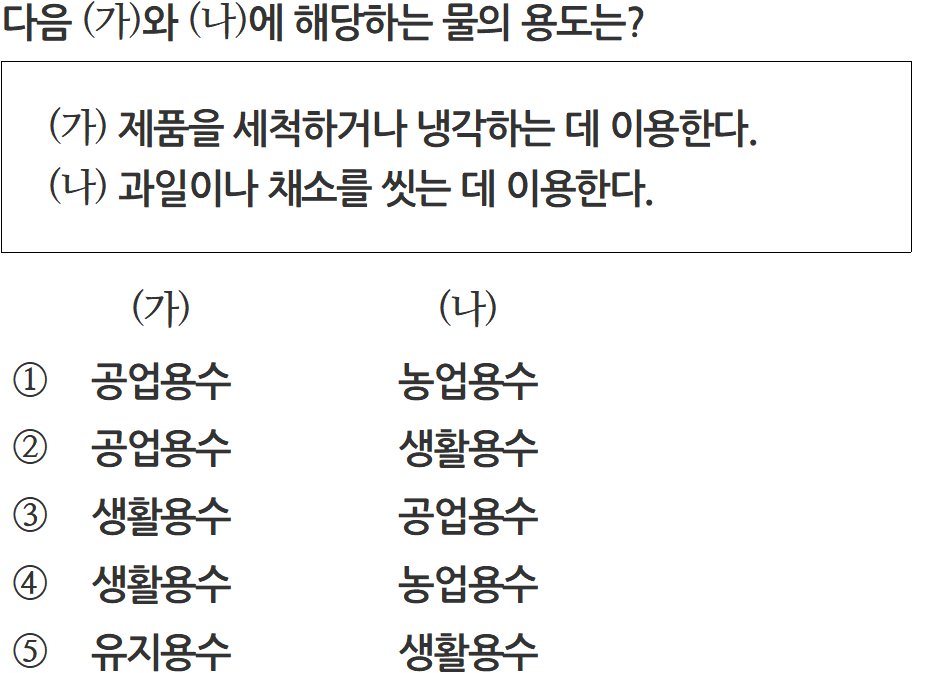 다음 (가)와 (나)에 해당하는 물의 용도는?
(가) 제품을 세척하거나 냉각하는 데 이용한다.
(나) 과일이나 채소를 씻는 데 이용한다.
(가) (나)
① 공업용수 농업용수
② 공업용수 생활용수
③ 생활용수 공업용수
④ 생활용수 농업용수
⑤ 유지용수 생활용수